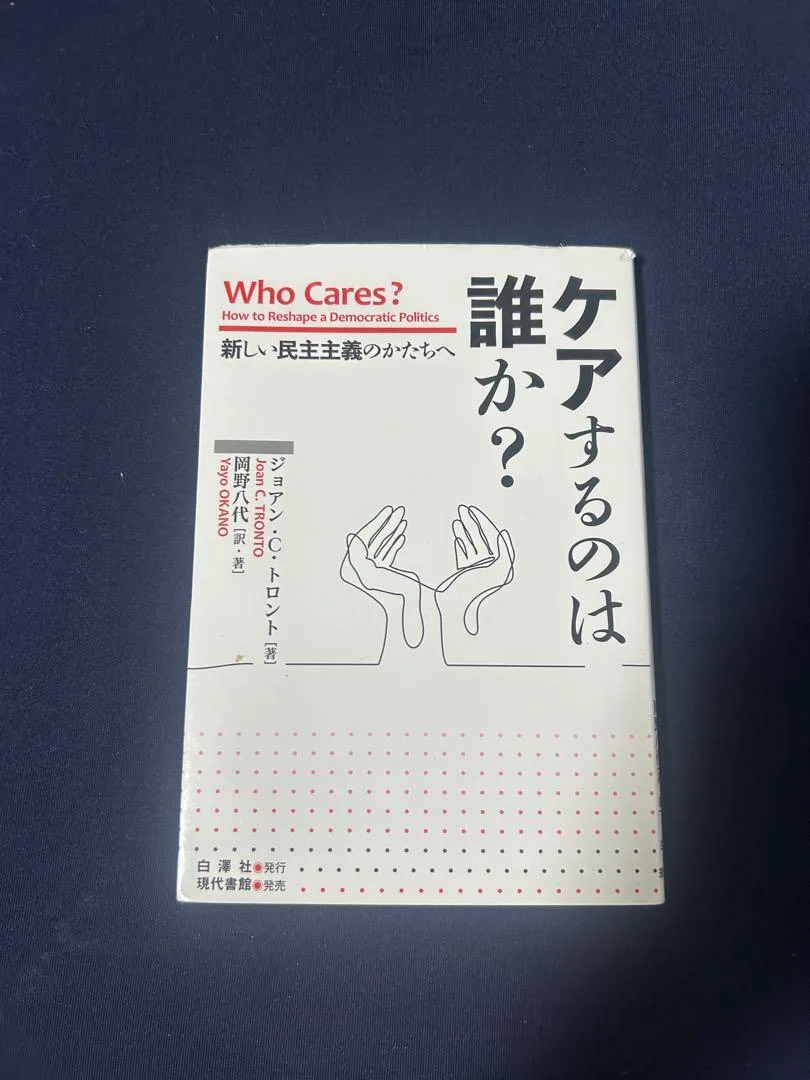 Who Cares?
How to Reshape a Democratic Politics
新しい民主主義のかたちへ
ケアするのは
誰か?
ジョアン・C・トロント[著]
Joan C. TRONTO
岡野八代[訳・著]
Yayo OKANO
白澤社◉発行
現代書館◉発売